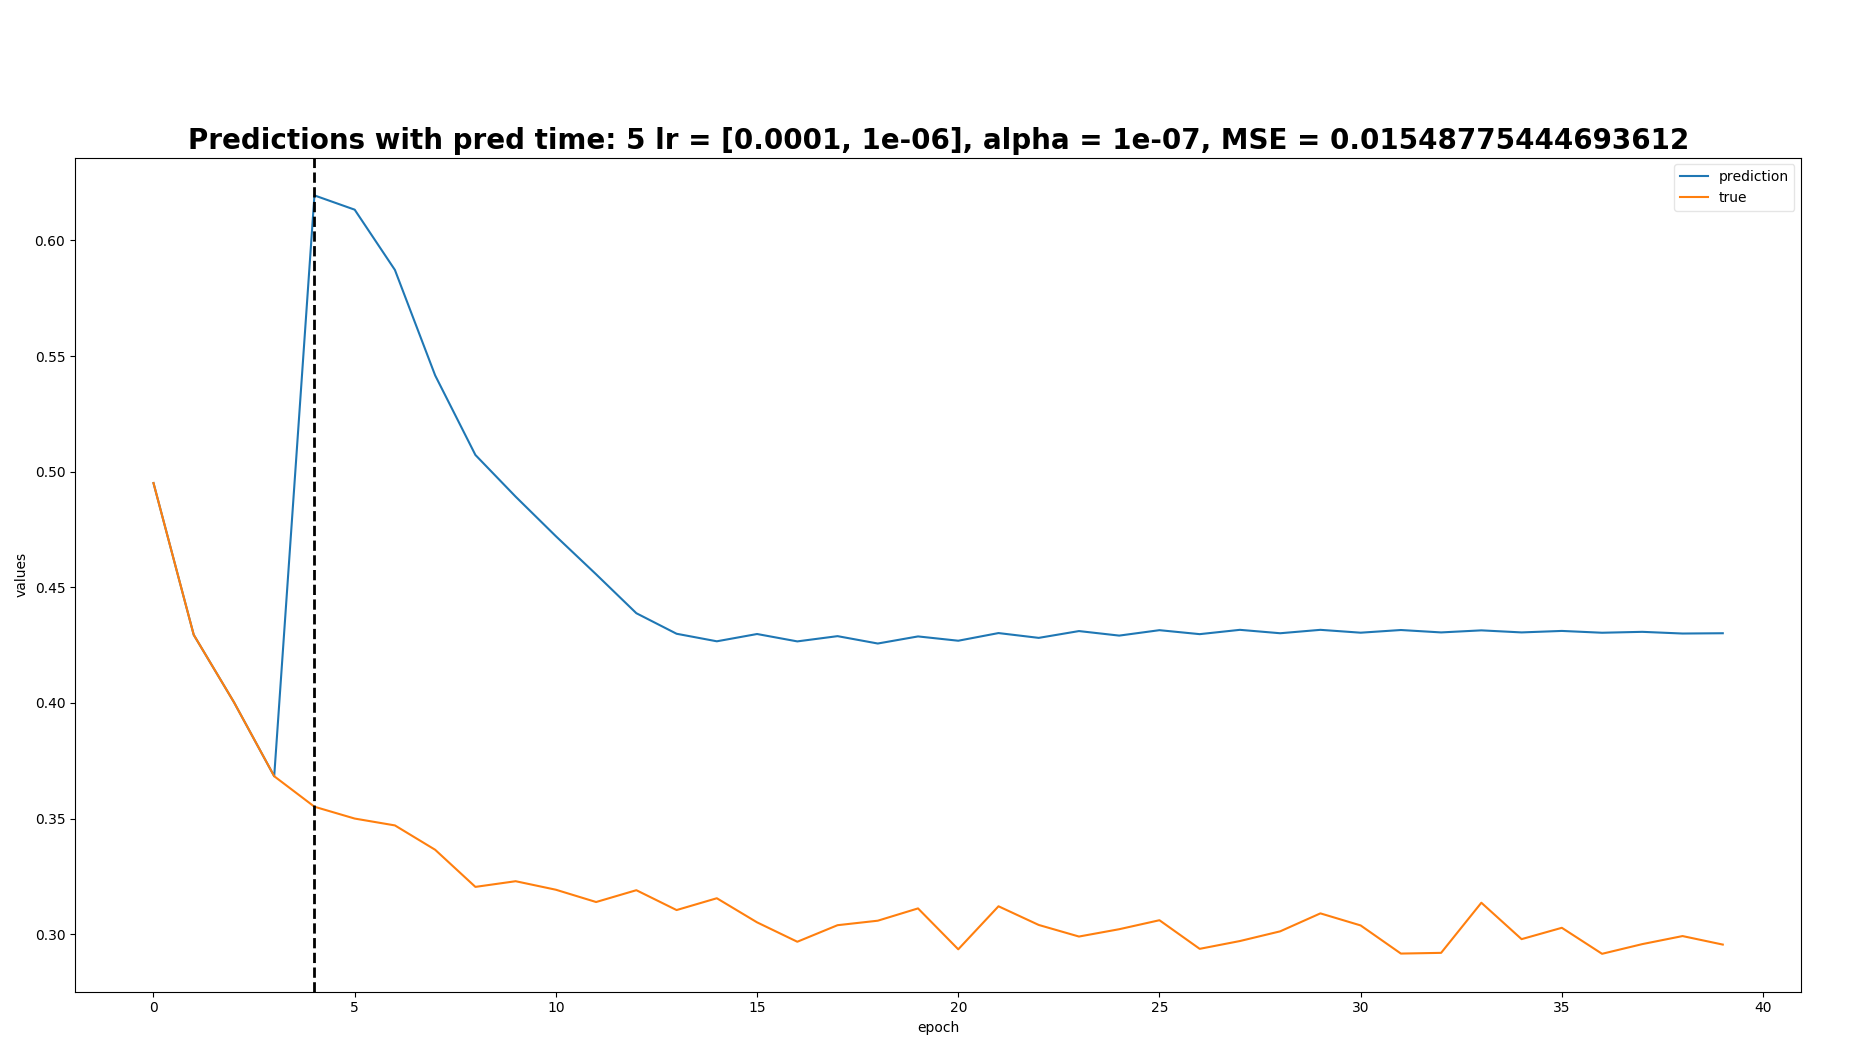 Predictions with pred time: 5 lr = [0.0001, 1e-06], alpha = 1e-07, MSE = 0.01548775444693612
prediction
true
0.60
0.55
0.50
0.45
0.40
0.35
0.30
values
0 5 10 15 20 25 30 35 40
epoch